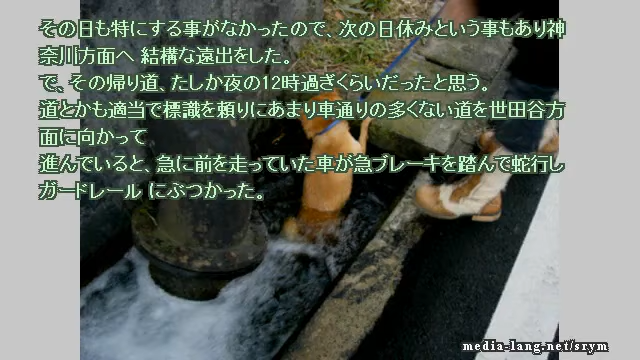 その日も特にする事がなかったので、次の日休みという事もあり神
奈川方面へ 結構な遠出をした。
で、その帰り道、たしか夜の12時過ぎくらいだったと思う。
道とかも適当で標識を頼りにあまり車通りの多くない道を世田谷方
面に向かって
進んでいると、急に前を走っていた車が急ブレーキを踏んで蛇行し
ガードレール にぶつかった。
media-lang.net/srym